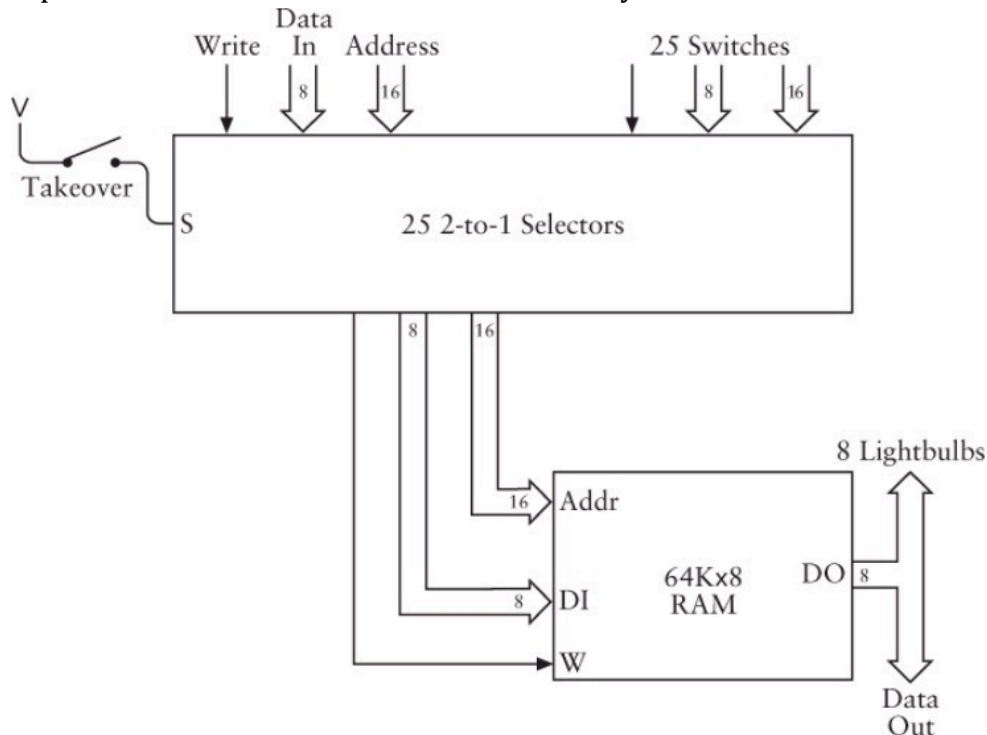 Data
Write In Address 25 Switches
8 16 8 16
V
Takeover
S 25 2-to-1 Selectors
8 16
8 Lightbulbs
16 Addr
64Kx8 DO 8
8 DI RAM
W
Data
Out